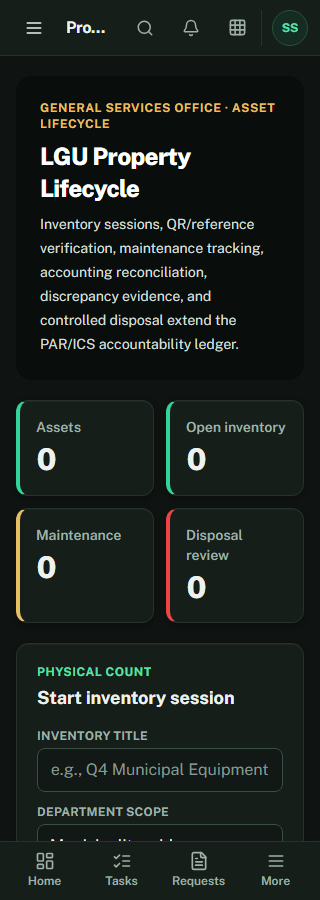 Pro...
SS
GENERAL SERVICES OFFICE · ASSET
LIFECYCLE
LGU Property
Lifecycle
Inventory sessions, QR/reference
verification, maintenance tracking,
accounting reconciliation,
discrepancy evidence, and
controlled disposal extend the
PAR/ICS accountability ledger.
Assets
0
Open inventory
0
Maintenance
0
Disposal
review
0
PHYSICAL COUNT
Start inventory session
INVENTORY TITLE
e.g., Q4 Municipal Equipment
DEPARTMENT SCOPE
Home
Tasks
Requests
More